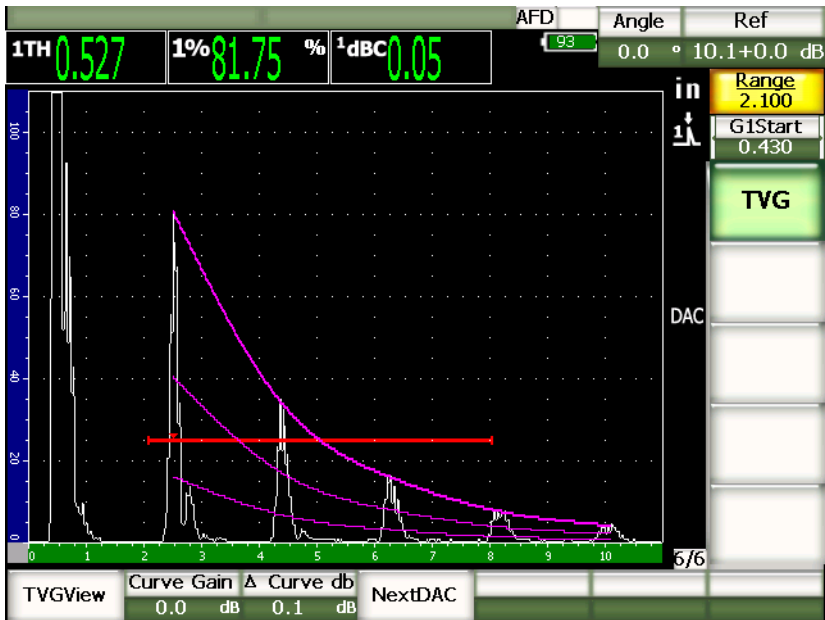 AFD
Angle
Ref
1TH 0.527
1% 81.75 %
1dBC 0.05
93
0.0 °
10.1+0.0 dB
in
Range
2.100
1
G1Start
0.430
TVG
DAC
100
80
60
40
20
0
0 1 2 3 4 5 6 7 8 9 10
6/6
TVGView
Curve Gain
0.0 dB
Δ Curve db
0.1 dB
NextDAC